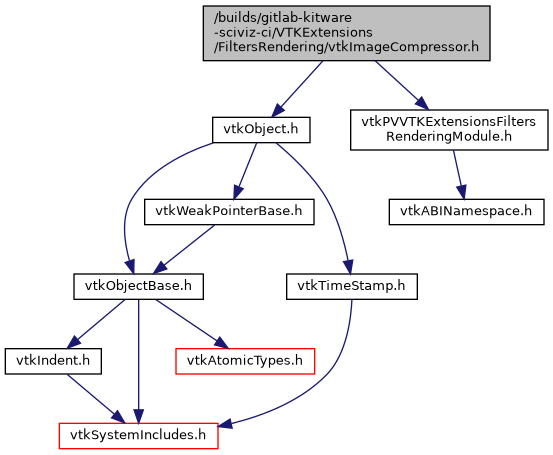 /builds/gitlab-kitware
-sciviz-ci/VTKExtensions
/FiltersRendering/vtkImageCompressor.h
vtkObject.h
vtkPVVTKExtensionsFilters
RenderingModule.h
vtkWeakPointerBase.h
vtkABINamespace.h
vtkObjectBase.h
vtkTimeStamp.h
vtkIndent.h
vtkAtomicTypes.h
vtkSystemIncludes.h